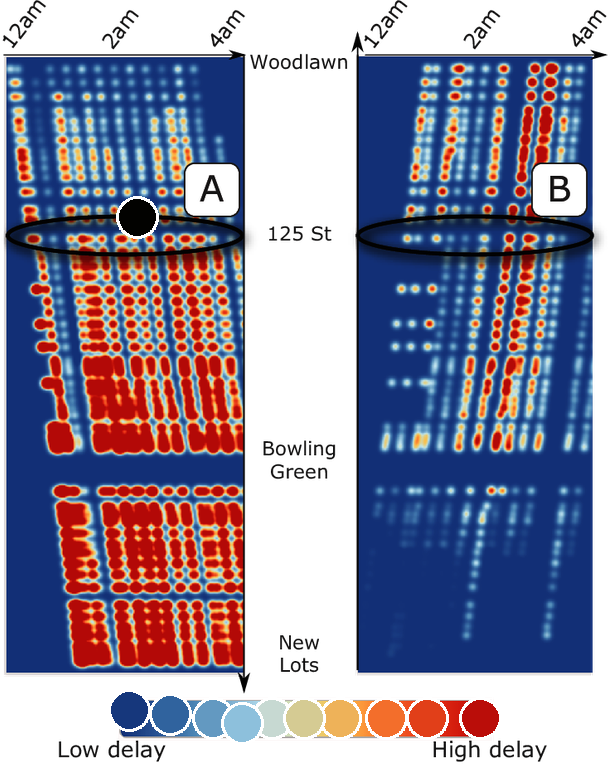 12am
2am
4am
12am
2am
4am
Woodlawn
A
B
125 St
Bowling
Green
New
Lots
Low delay
High delay